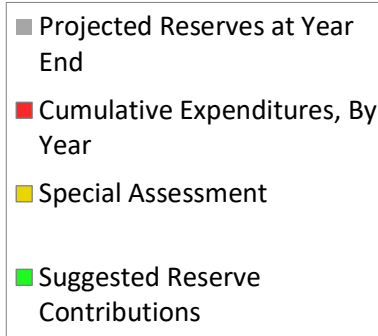 Projected Reserves at Year
End
Cumulative Expenditures, By
Year
Special Assessment
Suggested Reserve
Contributions